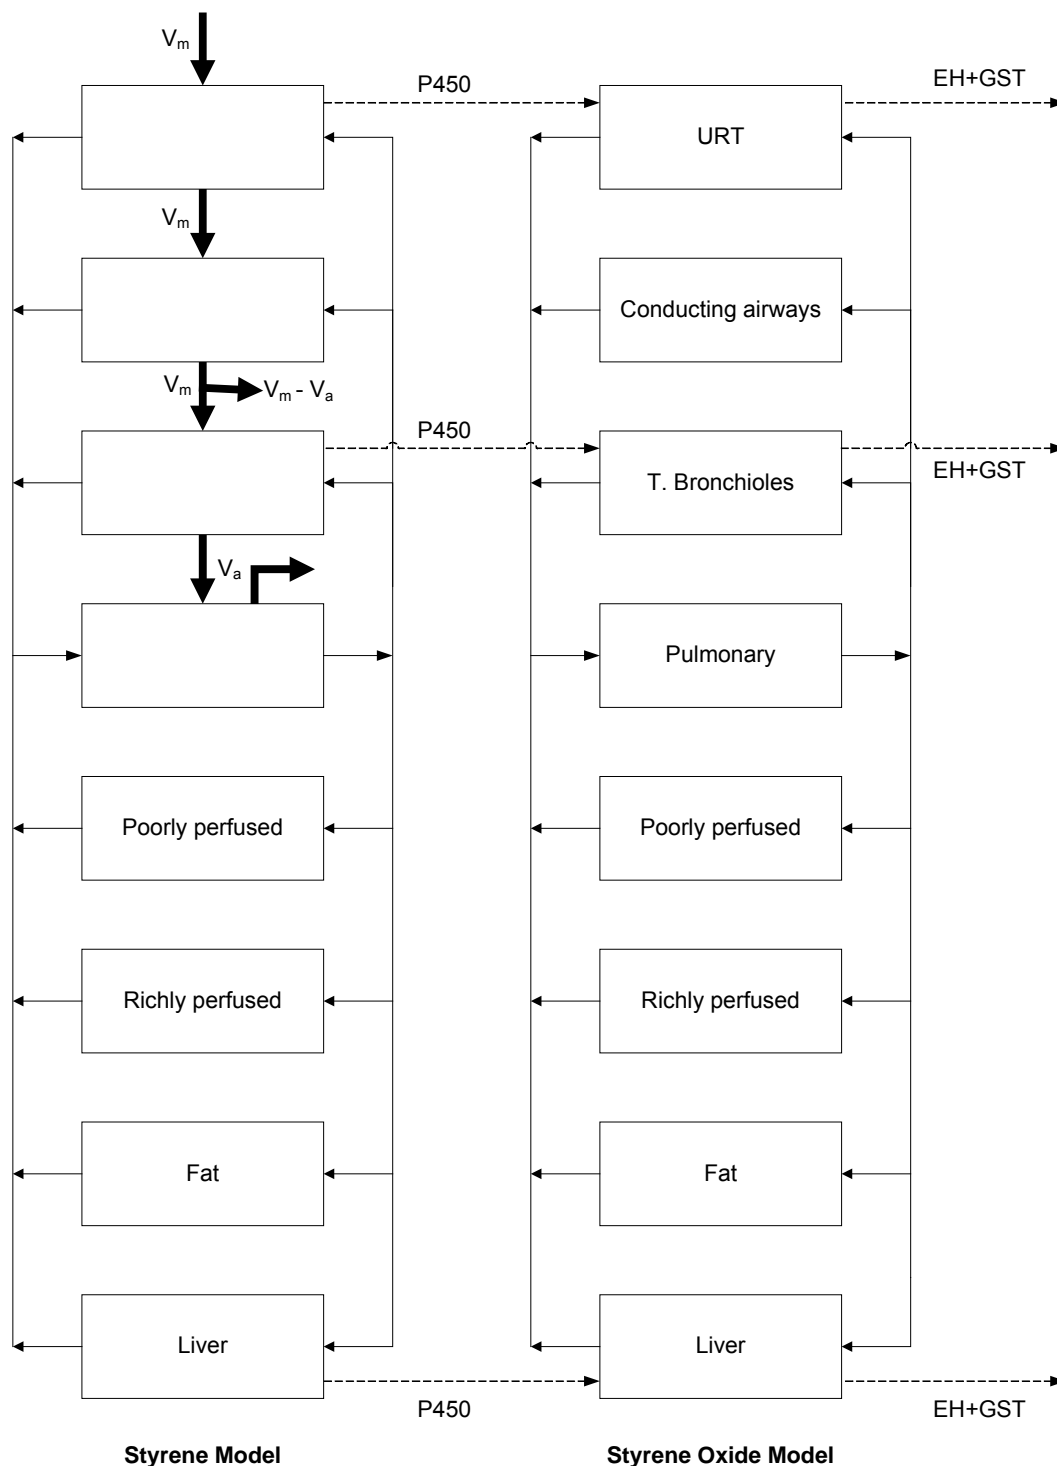 Vm
P450
EH+GST
URT
Vm
Conducting airways
Vm
Vm - Va
P450
EH+GST
T. Bronchioles
Va
Pulmonary
Poorly perfused
Poorly perfused
Richly perfused
Richly perfused
Fat
Fat
Liver
Liver
P450
EH+GST
Styrene Model
Styrene Oxide Model